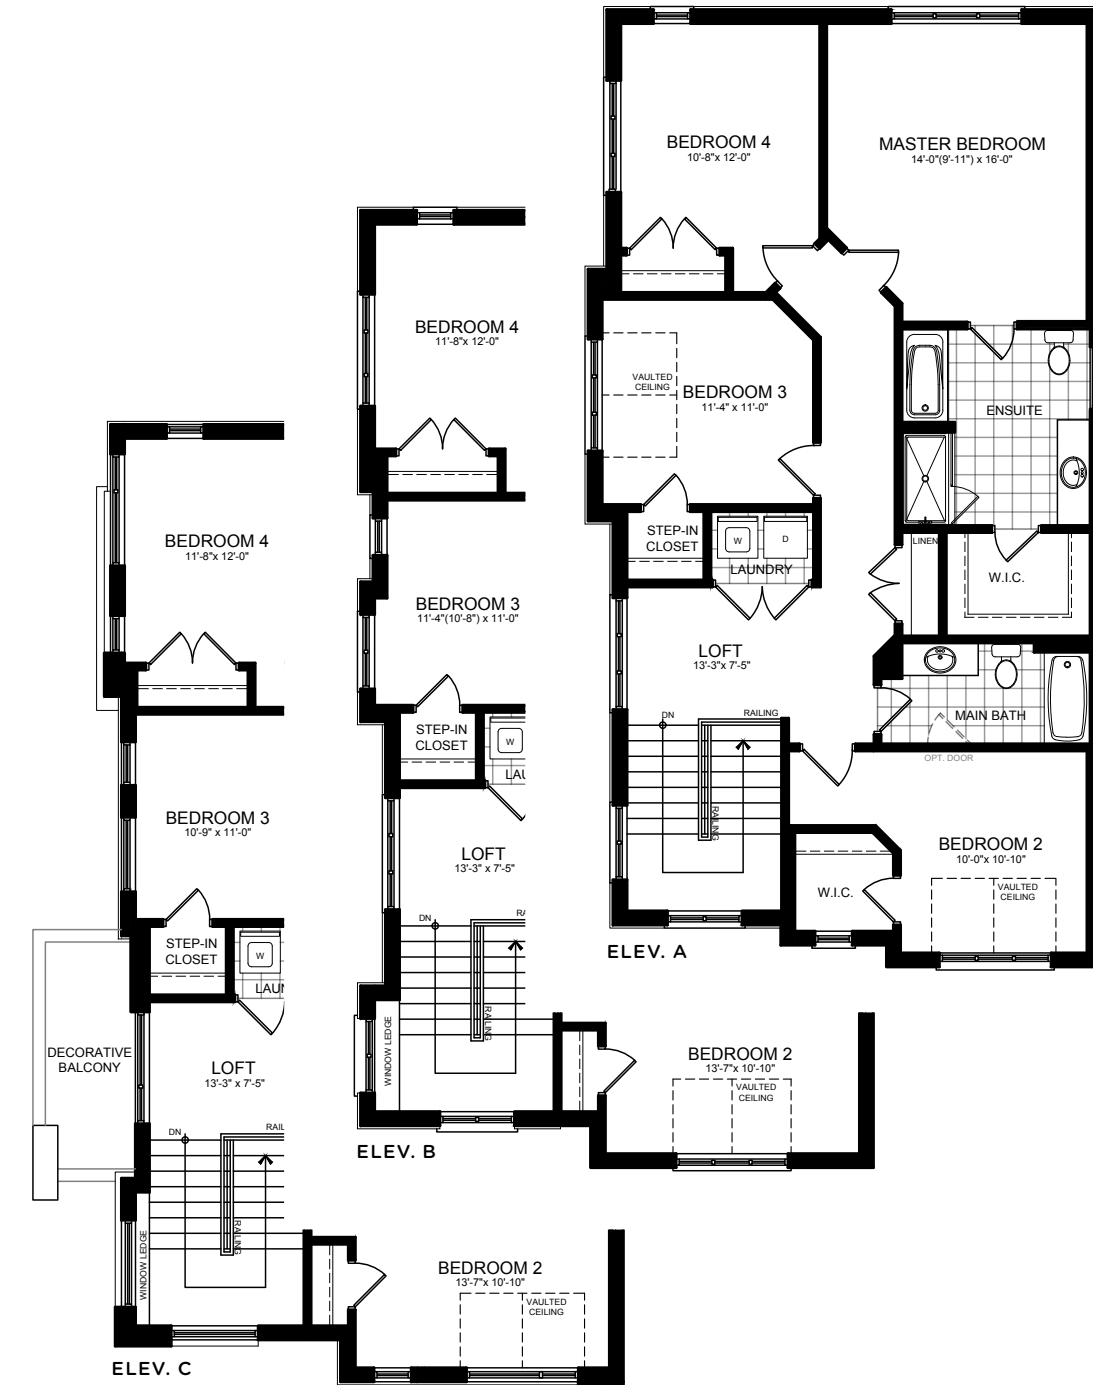 BEDROOM 4
10'-8"x 12'-0"
MASTER BEDROOM
14'-0"(9'-11") x 16'-0"
VAULTED
CEILING
BEDROOM 3
11'-4" x 11'-0"
ENSUITE
STEP-IN
CLOSET
W
D
LAUNDRY
LINEN
W.I.C.
LOFT
13'-3"x 7'-5"
DN
RAILING
RAILING
MAIN BATH
OPT. DOOR
BEDROOM 2
10'-0"x 10'-10"
W.I.C.
VAULTED
CEILING
ELEV. A
BEDROOM 4
11'-8"x 12'-0"
BEDROOM 3
11'-4"(10'-8") x 11'-0"
STEP-IN
CLOSET
W
LAU
LOFT
13'-3" x 7'-5"
DN
RA
RAILING
WINDOW LEDGE
BEDROOM 2
13'-7"x 10'-10"
VAULTED
CEILING
ELEV. B
BEDROOM 4
11'-8"x 12'-0"
BEDROOM 3
10'-9" x 11'-0"
STEP-IN
CLOSET
W
LAUN
DECORATIVE
BALCONY
LOFT
13'-3" x 7'-5"
DN
RAIL
RAILING
WINDOW LEDGE
BEDROOM 2
13'-7"x 10'-10"
VAULTED
CEILING
ELEV. C